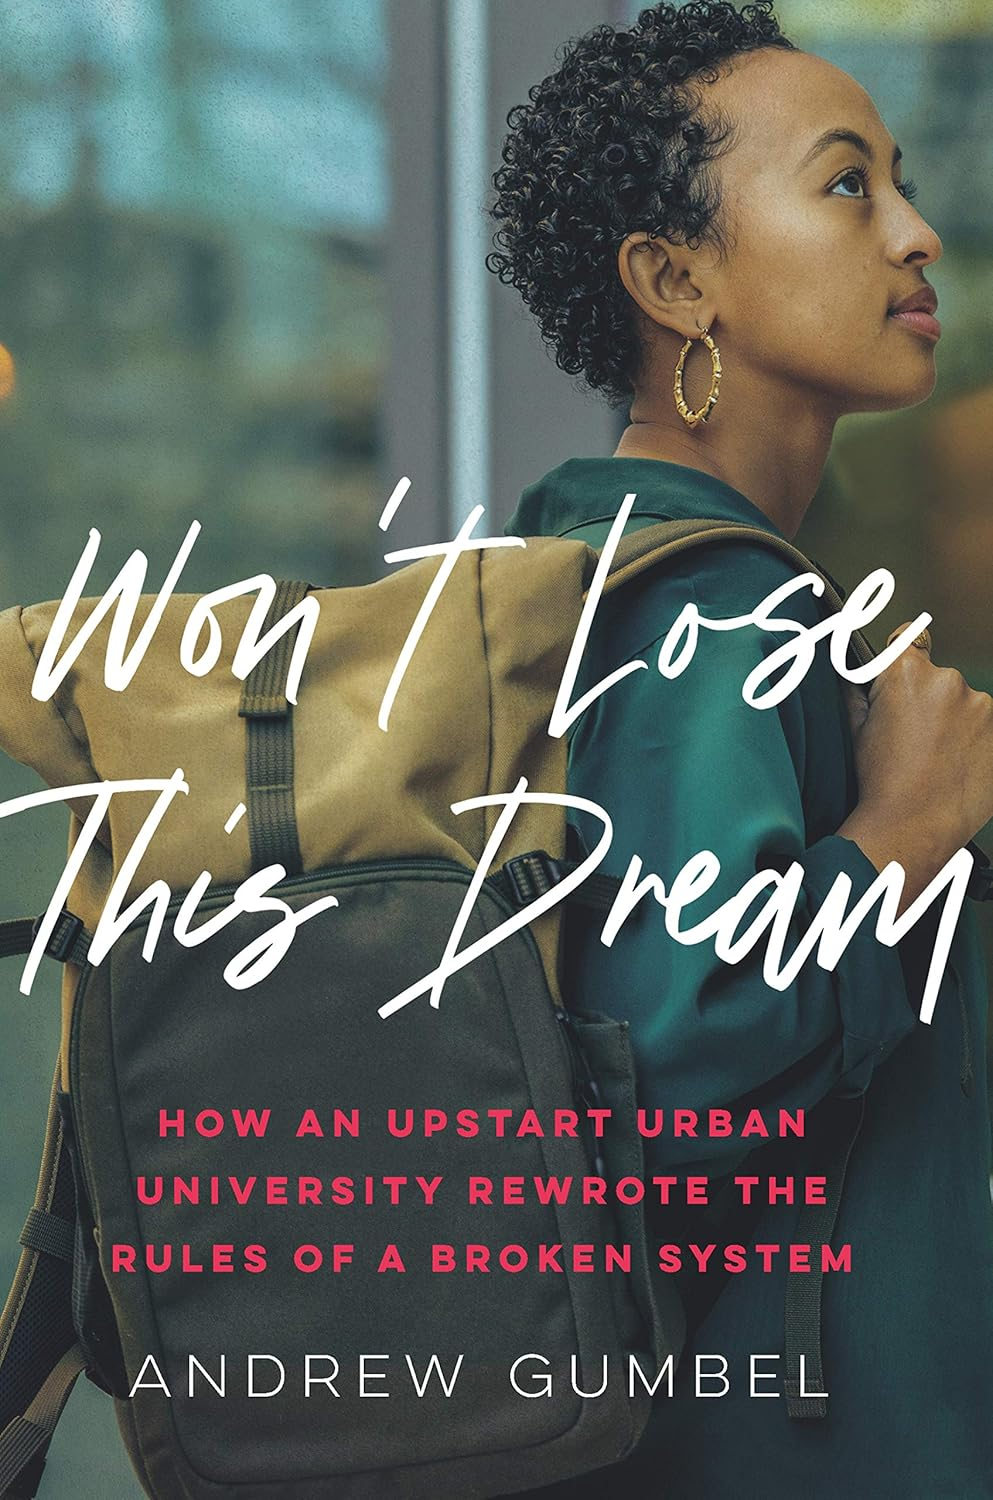 Won't Lose
This Dream
HOW AN UPSTART URBAN
UNIVERSITY REWROTE THE
RULES OF A BROKEN SYSTEM
ANDREW GUMBEL